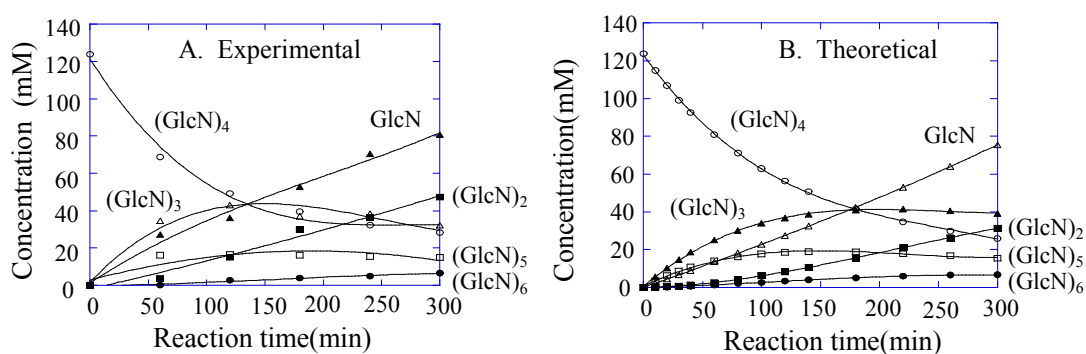 A. Experimental
Concentration (mM)
140
120
100
80
60
40
20
0
(GlcN)4
GlcN
(GlcN)3
(GlcN)2
(GlcN)5
(GlcN)6
0 50 100 150 200 250 300
Reaction time(min)
B. Theoretical
Concentration(mM)
140
120
100
80
60
40
20
0
(GlcN)4
GlcN
(GlcN)3
(GlcN)2
(GlcN)5
(GlcN)6
0 50 100 150 200 250 300
Reaction time(min)